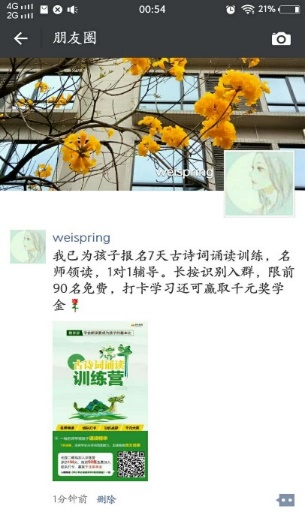 4G
2G
00:54
21%
朋友圈
weispring
weispring
我已为孩子报名7天古诗词诵读训练，名
师领读，1对1辅导。长按识别入群，限前
90名免费，打卡学习还可赢取千元奖学
金🌹
古诗词诵读
训练营
1分钟前 删除